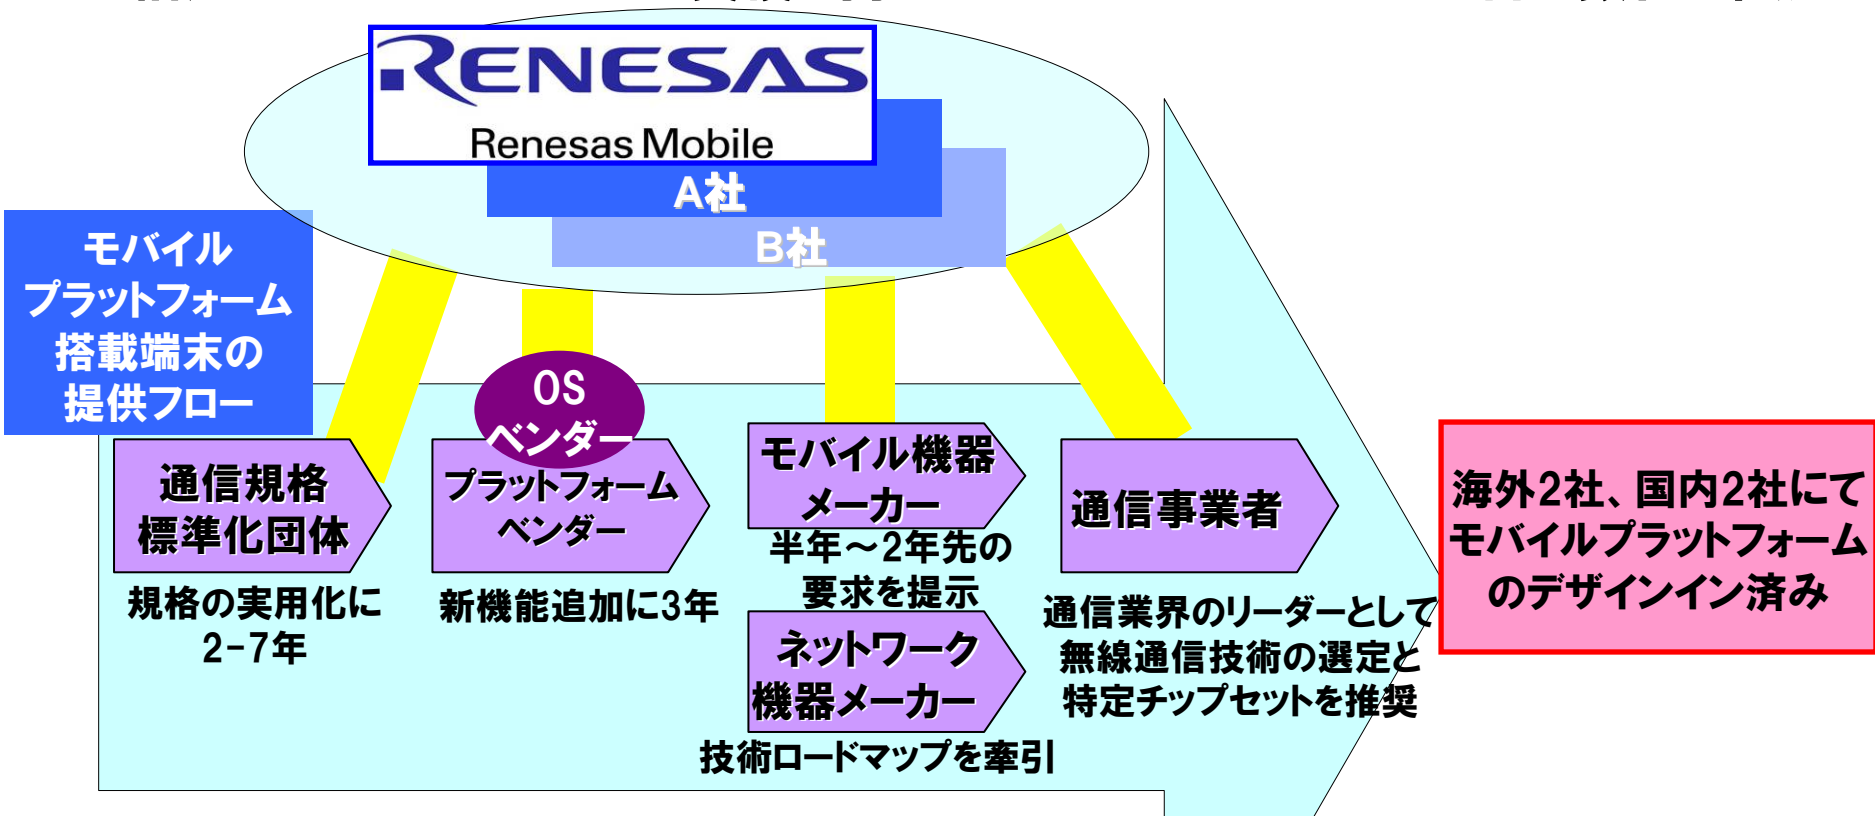 RENESAS
Renesas Mobile
A社
B社
モバイル
プラットフォーム
搭載端末の
提供フロー
OS
ベンダー
通信規格
標準化団体
規格の実用化に
2-7年
プラットフォーム
ベンダー
新機能追加に3年
モバイル機器
メーカー
半年～2年先の
要求を提示
ネットワーク
機器メーカー
技術ロードマップを牽引
通信事業者
通信業界のリーダーとして
無線通信技術の選定と
特定チップセットを推奨
海外2社、国内2社にて
モバイルプラットフォーム
のデザインイン済み